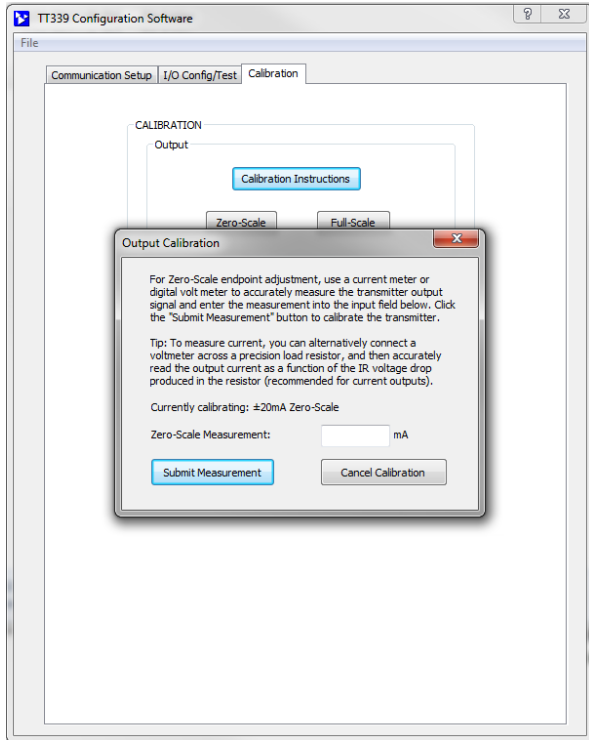 TT339 Configuration Software
File
Communication Setup I/O Config/Test Calibration
CALIBRATION
Output
Calibration Instructions
Zero-Scale Full-Scale
Output Calibration
For Zero-Scale endpoint adjustment, use a current meter or
digital volt meter to accurately measure the transmitter output
signal and enter the measurement into the input field below. Click
the "Submit Measurement" button to calibrate the transmitter.
Tip: To measure current, you can alternatively connect a
voltmeter across a precision load resistor, and then accurately
read the output current as a function of the IR voltage drop
produced in the resistor (recommended for current outputs).
Currently calibrating: ±20mA Zero-Scale
Zero-Scale Measurement: mA
Submit Measurement Cancel Calibration